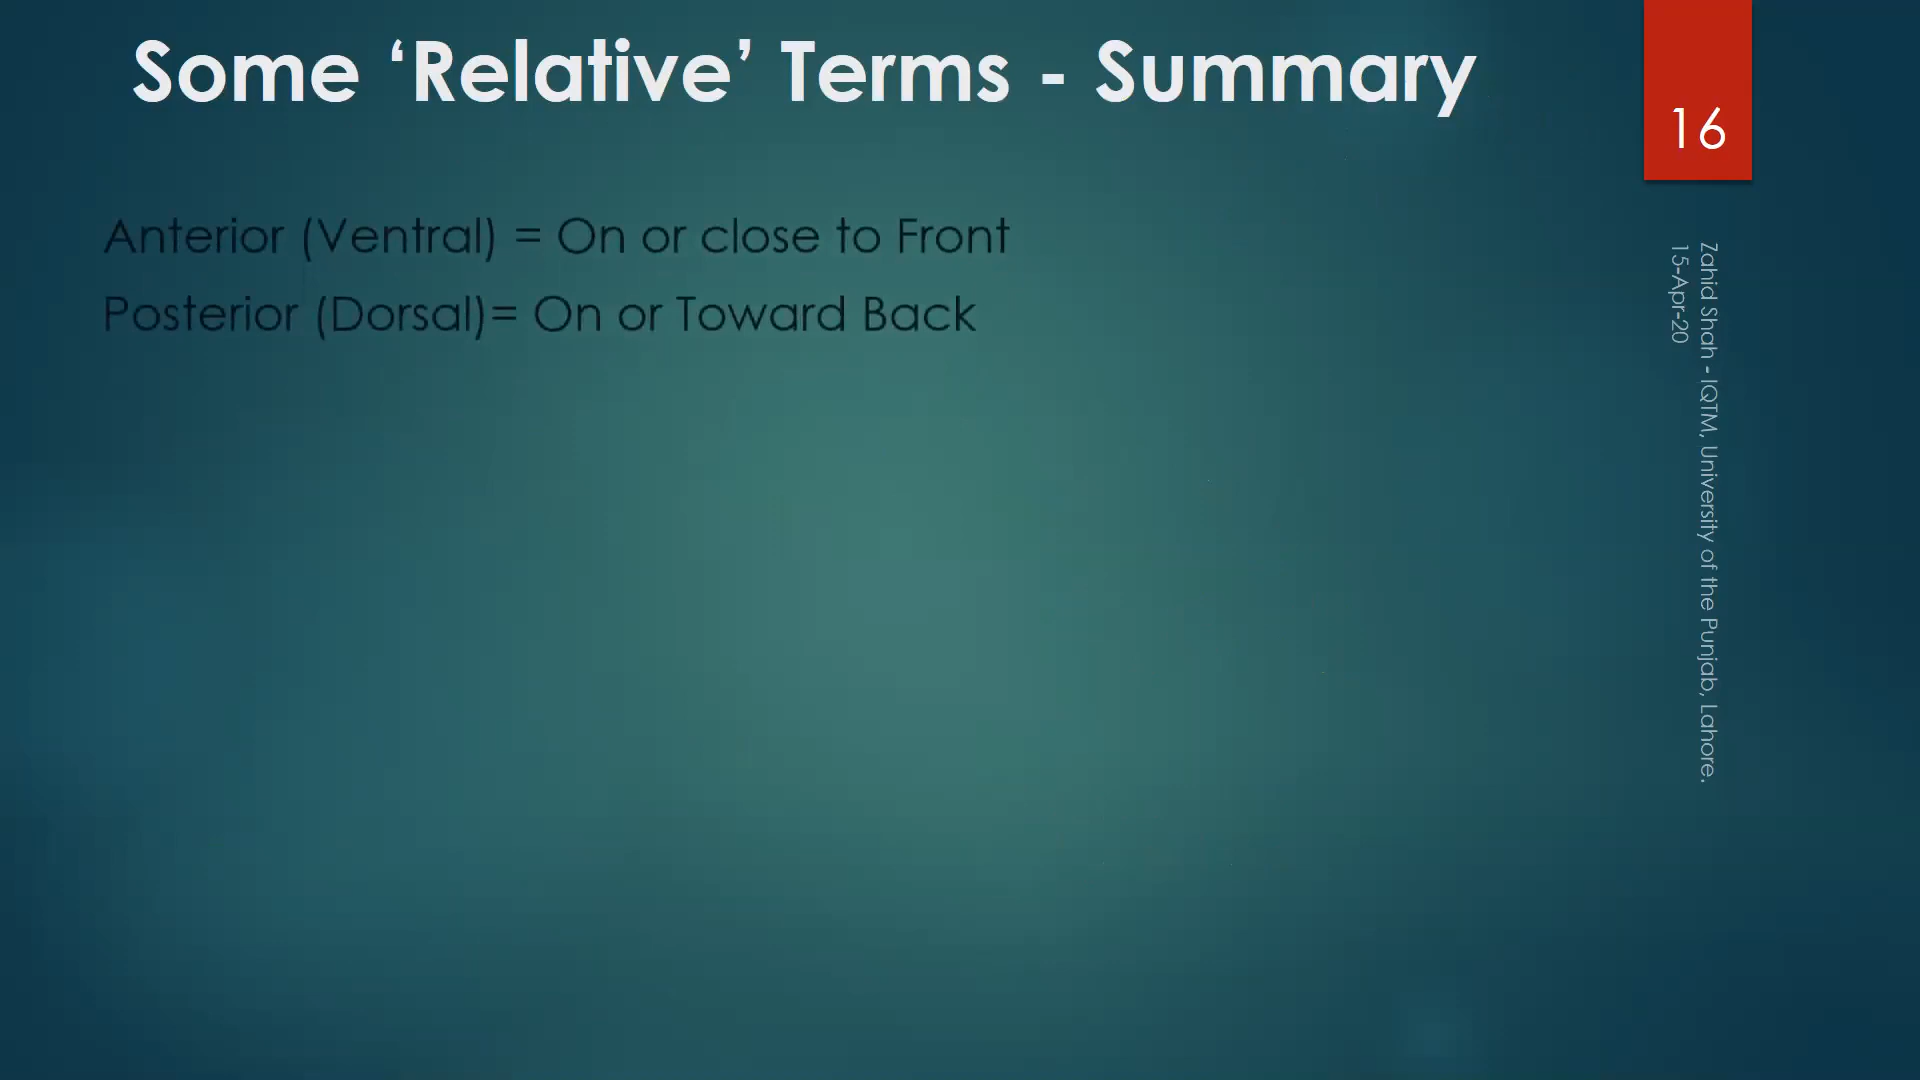 Some ‘Relative’ Terms - Summary
16
Anterior (Ventral) = On or close to Front
Posterior (Dorsal)= On or Toward Back
Zahid Shah - IQTM, University of the Punjab, Lahore.
15-Apr-20